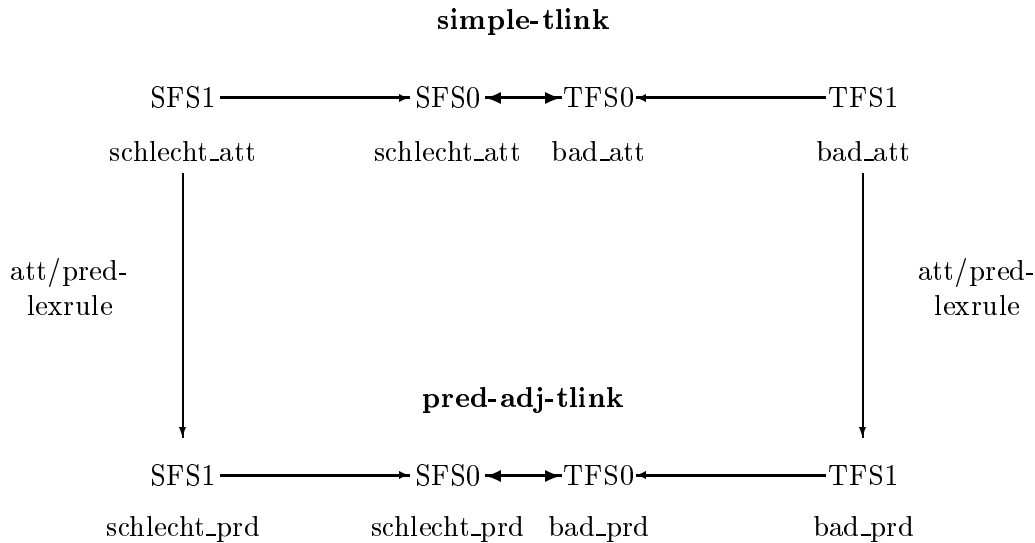 simple-tlink
SFS1 SFS0 TFS0 TFS1
schlecht_att schlecht_att bad_att bad_att
att/pred- att/pred-
lexrule lexrule
pred-adj-tlink
SFS1 SFS0 TFS0 TFS1
schlecht_prd schlecht_prd bad_prd bad_prd